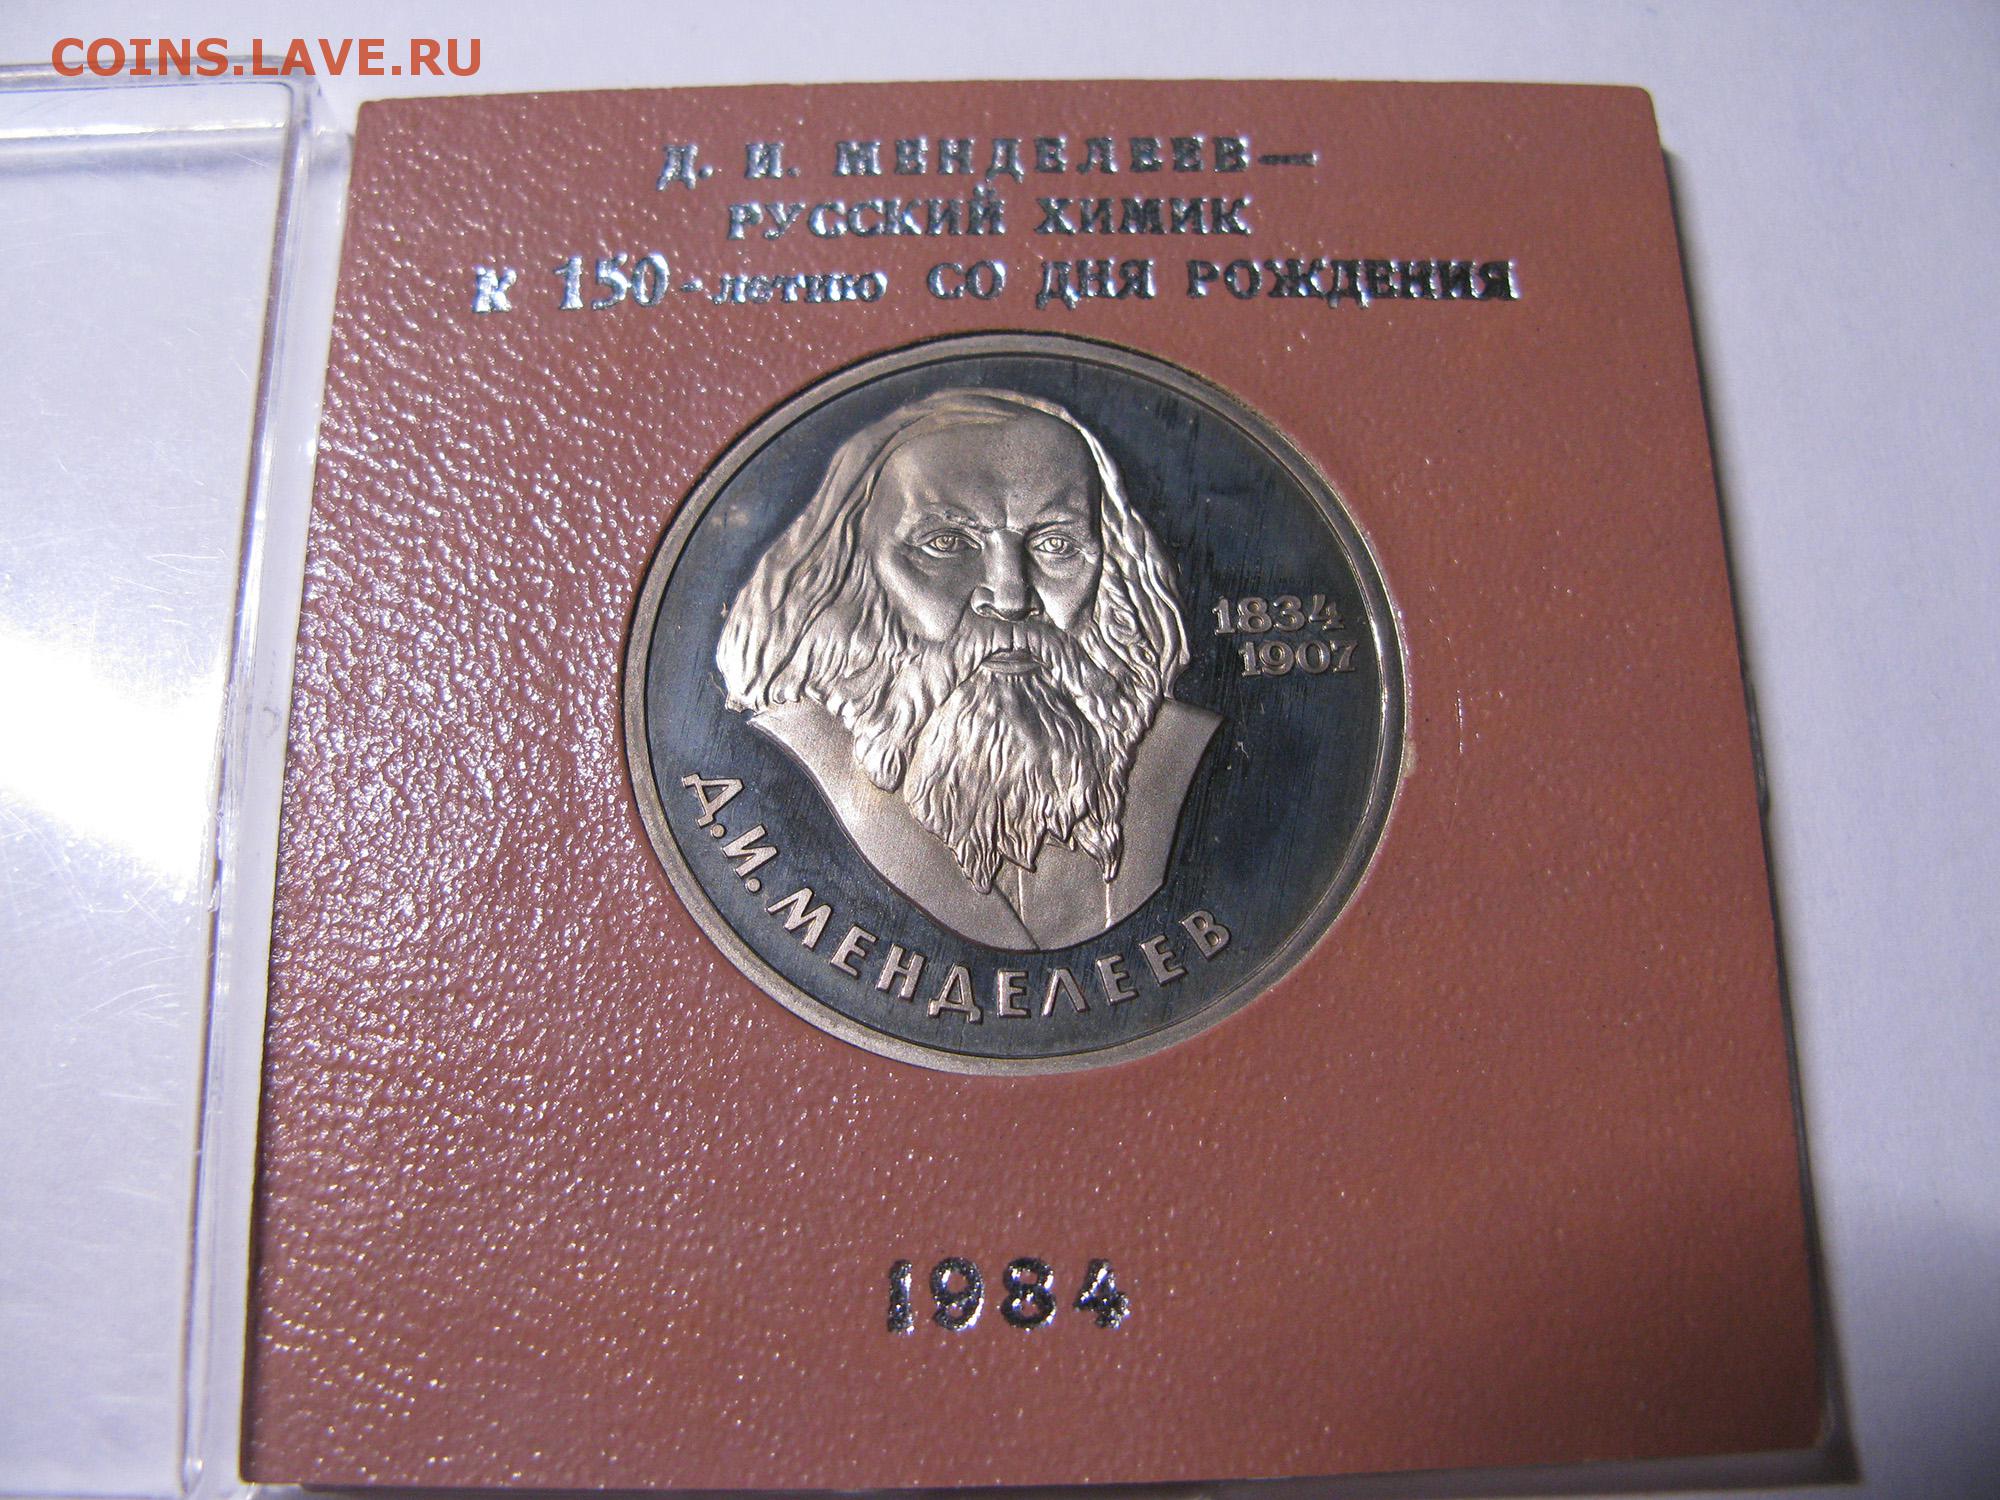 COINS.LAVE.RU
Д. И. МЕНДЕЛЕЕВ—
РУССКИЙ ХИМИК
К 150-летию СО ДНЯ РОЖДЕНИЯ
1834
1907
Д.И.МЕНДЕЛЕЕВ
1984